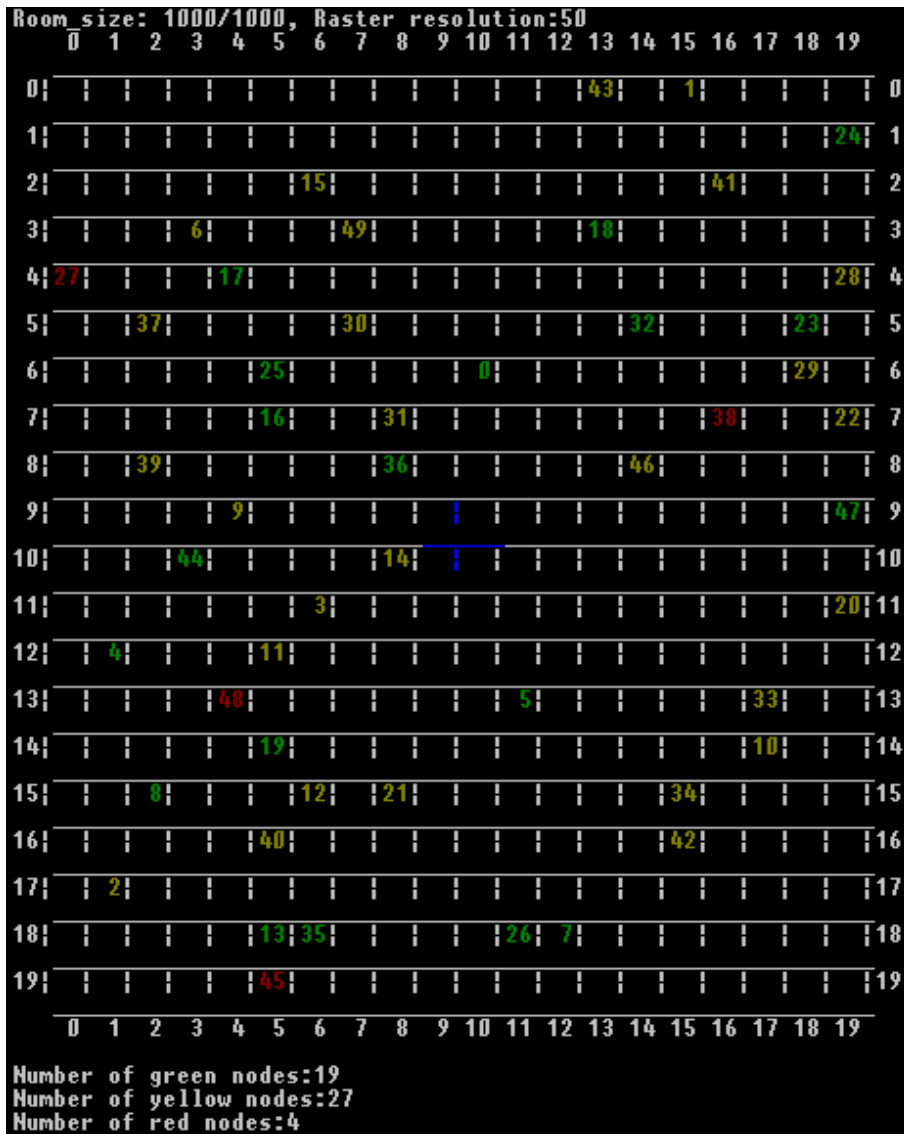 Room_size: 1000/1000, Raster resolution:50
0 1 2 3 4 5 6 7 8 9 10 11 12 13 14 15 16 17 18 19
0 43 1 0
1 24 1
2 15 41 2
3 6 49 18 3
4 27 17 28 4
5 37 30 32 23 5
6 25 0 29 6
7 16 31 38 22 7
8 39 36 46 8
9 9 47 9
10 44 14 10
11 3 20 11
12 4 11 12
13 48 5 33 13
14 19 10 14
15 8 12 21 34 15
16 40 42 16
17 2 17
18 13 35 26 7 18
19 45 19
0 1 2 3 4 5 6 7 8 9 10 11 12 13 14 15 16 17 18 19
Number of green nodes:19
Number of yellow nodes:27
Number of red nodes:4